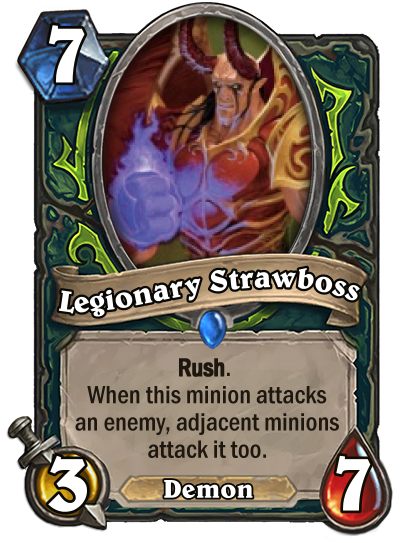 7
Legionary Strawboss
Rush.
When this minion attacks
an enemy, adjacent minions
attack it too.
3
Demon
7